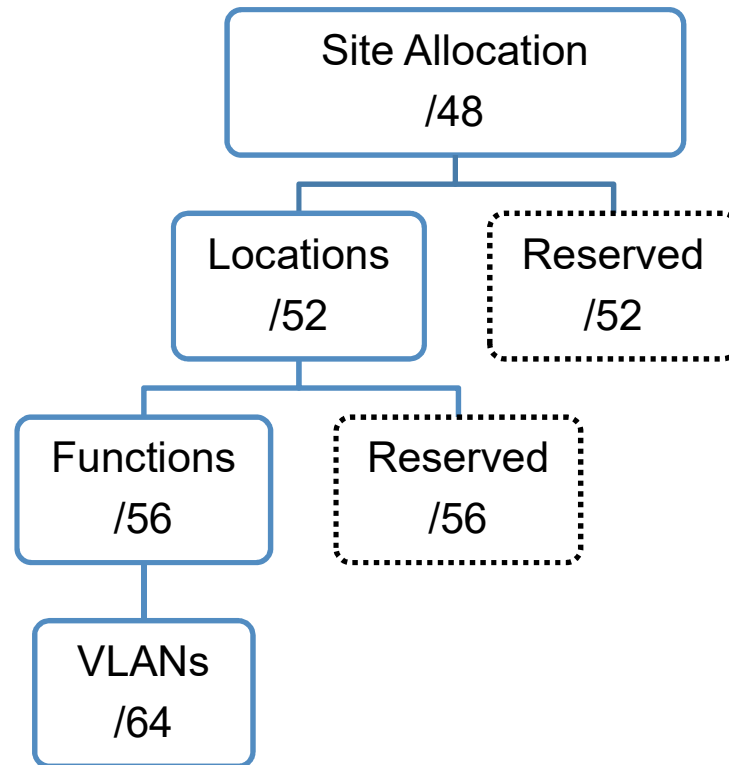 Site Allocation
/48
Locations
/52
Reserved
/52
Functions
/56
Reserved
/56
VLANs
/64